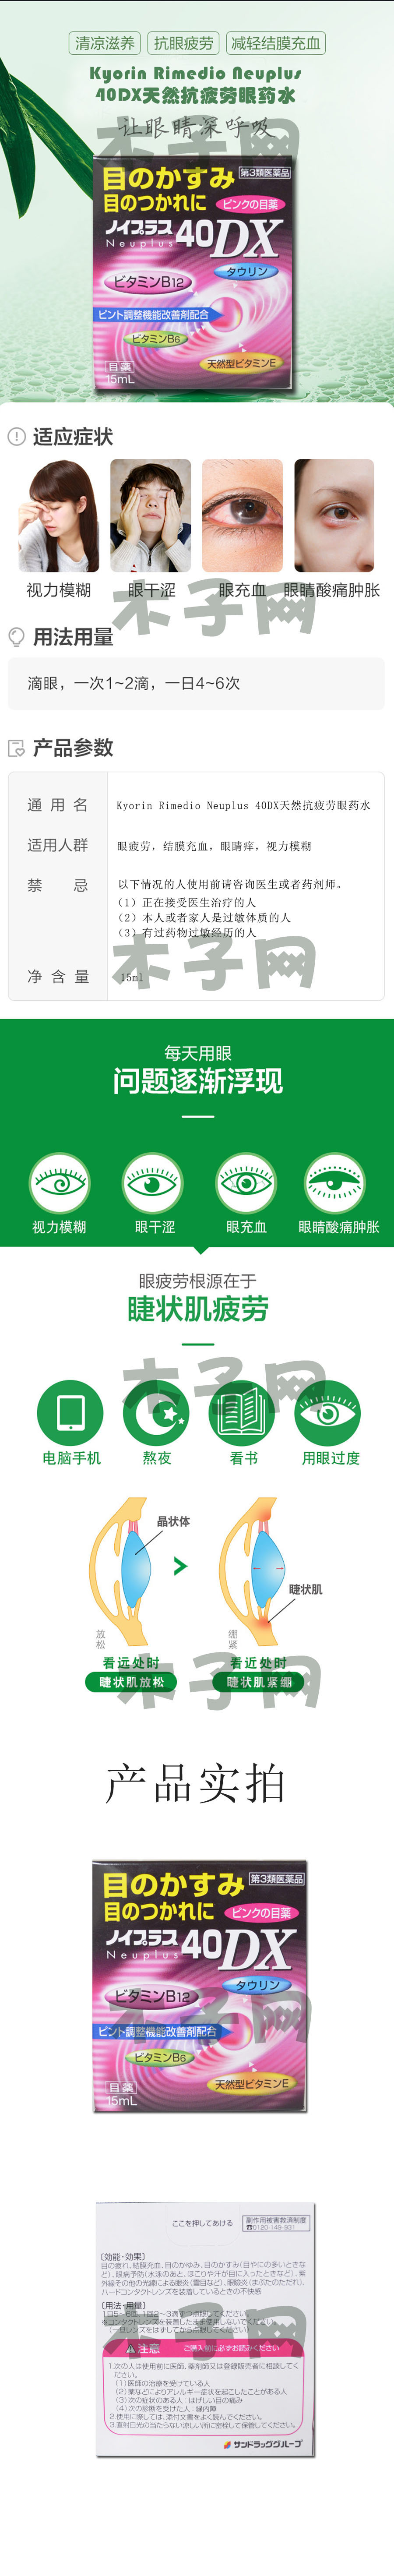 清凉滋养 抗眼疲劳 减轻结膜充血
Kyorin Rimedio Neuplus
40DX天然抗疲劳眼药水
让眼睛深呼吸
木子网
目のかすみ 第3類医薬品
目のつかれに ピンクの目薬
ノイプラス40DX
Neuplus
タウリン
ビタミンB12
ピント調整機能改善剤配合
ビタミンB6
天然型ビタミンE
目薬
15mL
适应症状
视力模糊 眼干涩 眼充血 眼睛酸痛肿胀
木子网
用法用量
滴眼，一次1~2滴，一日4~6次
产品参数
通用名 Kyorin Rimedio Neuplus 40DX天然抗疲劳眼药水
适用人群 眼疲劳，结膜充血，眼睛痒，视力模糊
禁忌 以下情况的人使用前请咨询医生或者药剂师。
（1）正在接受医生治疗的人
（2）本人或者家人是过敏体质的人
（3）有过药物过敏经历的人
木子网
净含量 15ml
每天用眼
问题逐渐浮现
视力模糊 眼干涩 眼充血 眼睛酸痛肿胀
眼疲劳根源在于
睫状肌疲劳
木子网
电脑手机 熬夜 看书 用眼过度
晶状体
睫状肌
放松 绷紧
看远处时 看近处时
睫状肌放松 睫状肌紧绷
木子网
产品实拍
目のかすみ 第3類医薬品
目のつかれに ピンクの目薬
ノイプラス40DX
Neuplus
タウリン
ビタミンB12
木子网
ピント調整機能改善剤配合
ビタミンB6
天然型ビタミンE
目薬
15mL
ここを押してあける
副作用被害救済制度
☎0120-149-931
〔効能・効果〕
目の疲れ、結膜充血、目のかゆみ、目のかすみ（目やにの多いときな
ど）、眼病予防（水泳のあと、ほこりや汗が目に入ったときなど）、紫
外線その他の光線による眼炎（雪目など）、眼瞼炎（まぶたのただれ）、
ハードコンタクトレンズを装着しているときの不快感
〔用法・用量〕
木子网
⚠注意 ご購入前に必ずお読みください
1.次の人は使用前に医師、薬剤師又は登録販売者に相談してく
ださい。
（1）医師の治療を受けている人
（2）薬などによりアレルギー症状を起こしたことがある人
（3）次の症状のある人：はげしい目の痛み
（4）次の診断を受けた人：緑内障
2.使用に際しては、添付文書をよく読んでください。
3.直射日光の当たらない涼しい所に密栓して保管してください。
サンドラッググループ